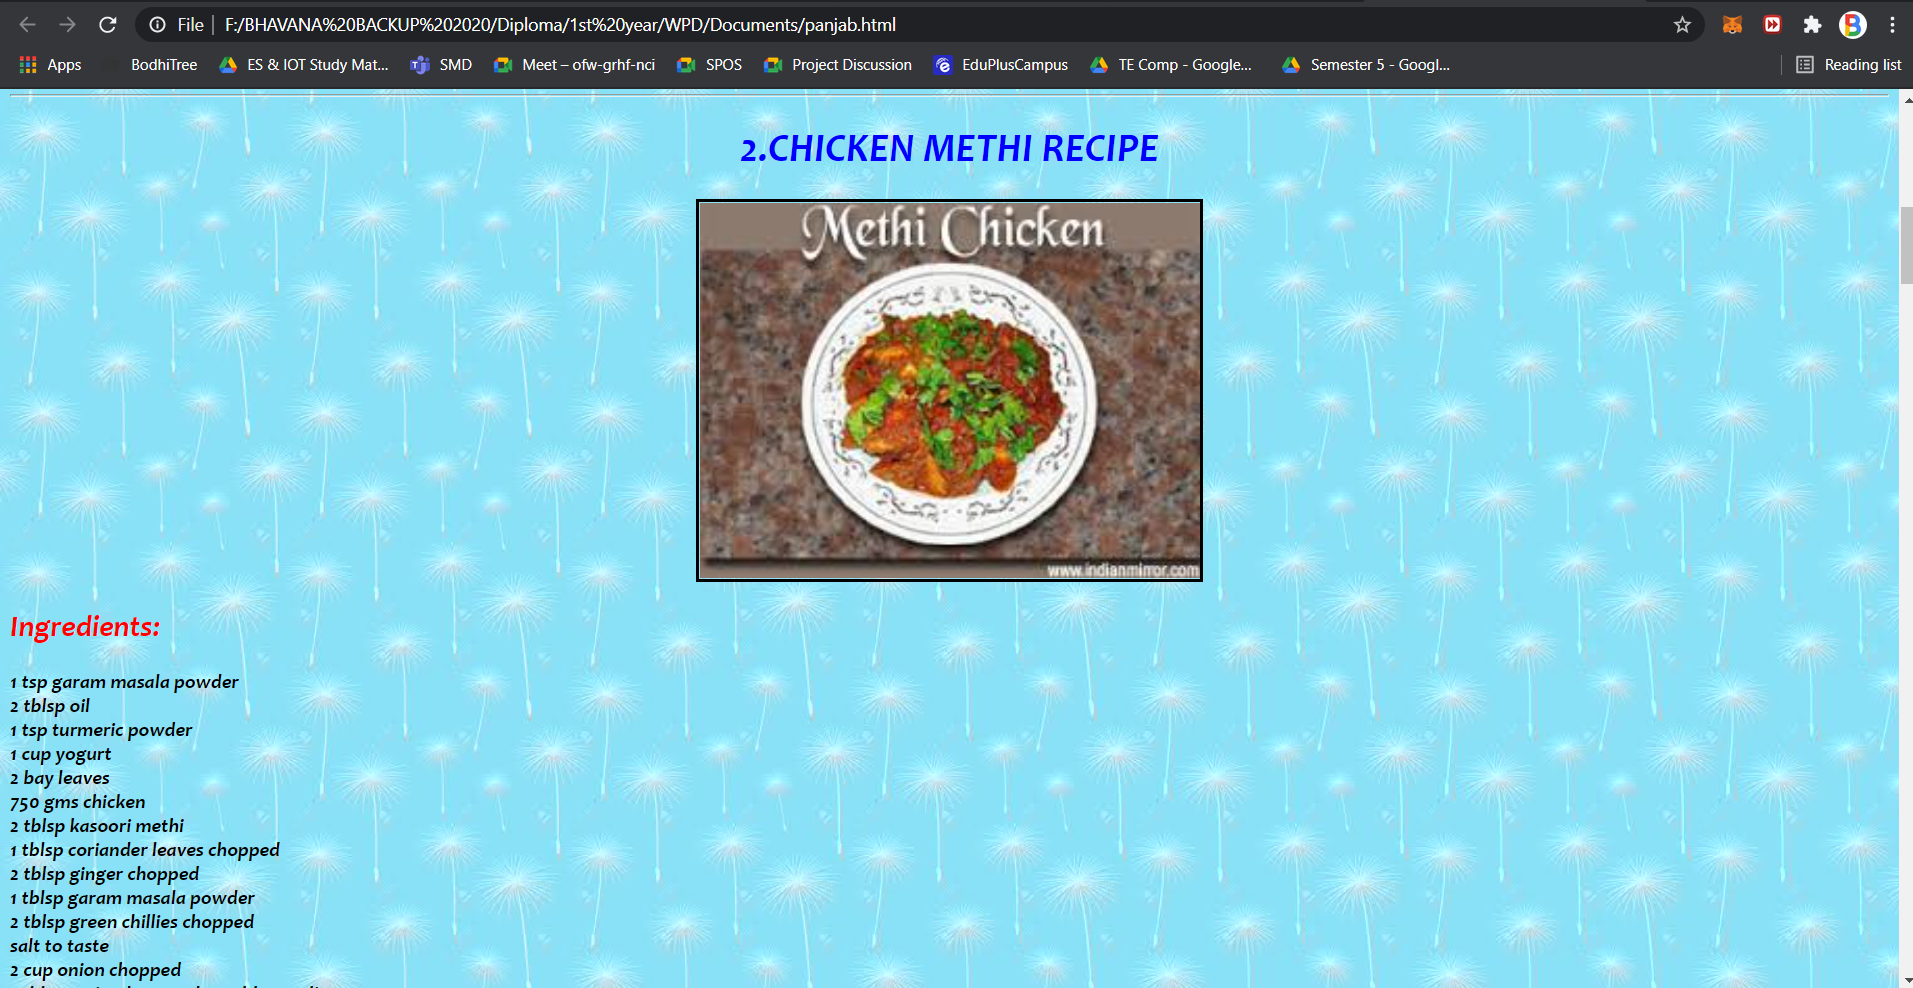 File
F:/BHAVANA%20BACKUP%202020/Diploma/1st%20year/WPD/Documents/panjab.html
Apps
BodhiTree
ES & IOT Study Mat...
SMD
Meet – ofw-grhf-nci
SPOS
Project Discussion
EduPlusCampus
TE Comp - Google...
Semester 5 - Googl...
Reading list
2.CHICKEN METHI RECIPE
Methi Chicken
www.indianmirror.com
Ingredients:
1 tsp garam masala powder
2 tblsp oil
1 tsp turmeric powder
1 cup yogurt
2 bay leaves
750 gms chicken
2 tblsp kasoori methi
1 tblsp coriander leaves chopped
2 tblsp ginger chopped
1 tblsp garam masala powder
2 tblsp green chillies chopped
salt to taste
2 cup onion chopped